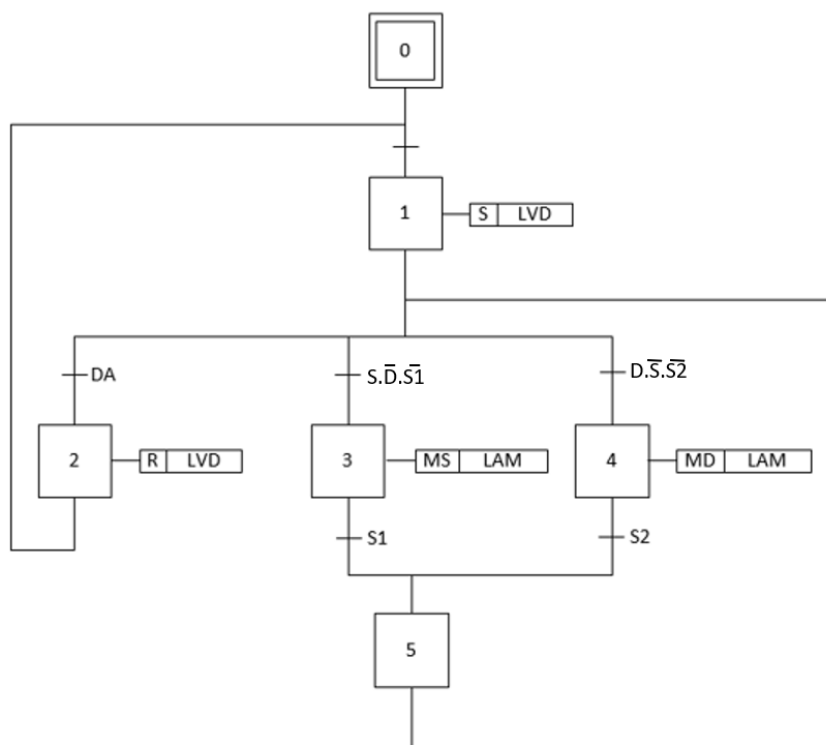 0
1
S LVD
DA
S.D̅.S̅1̅
D.S̅.S̅2̅
2
R LVD
3
MS LAM
4
MD LAM
S1
S2
5